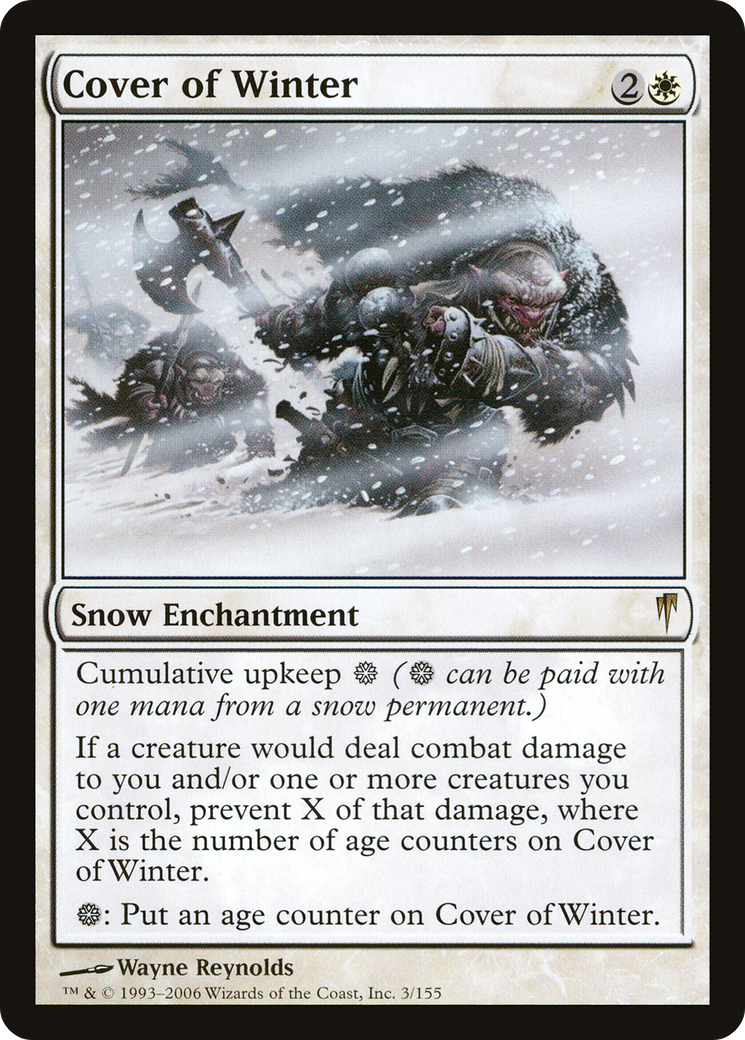 Cover of Winter 2
Snow Enchantment
Cumulative upkeep ( can be paid with
one mana from a snow permanent.)
If a creature would deal combat damage
to you and/or one or more creatures you
control, prevent X of that damage, where
X is the number of age counters on Cover
of Winter.
: Put an age counter on Cover of Winter.
Wayne Reynolds
™ & © 1993–2006 Wizards of the Coast, Inc. 3/155